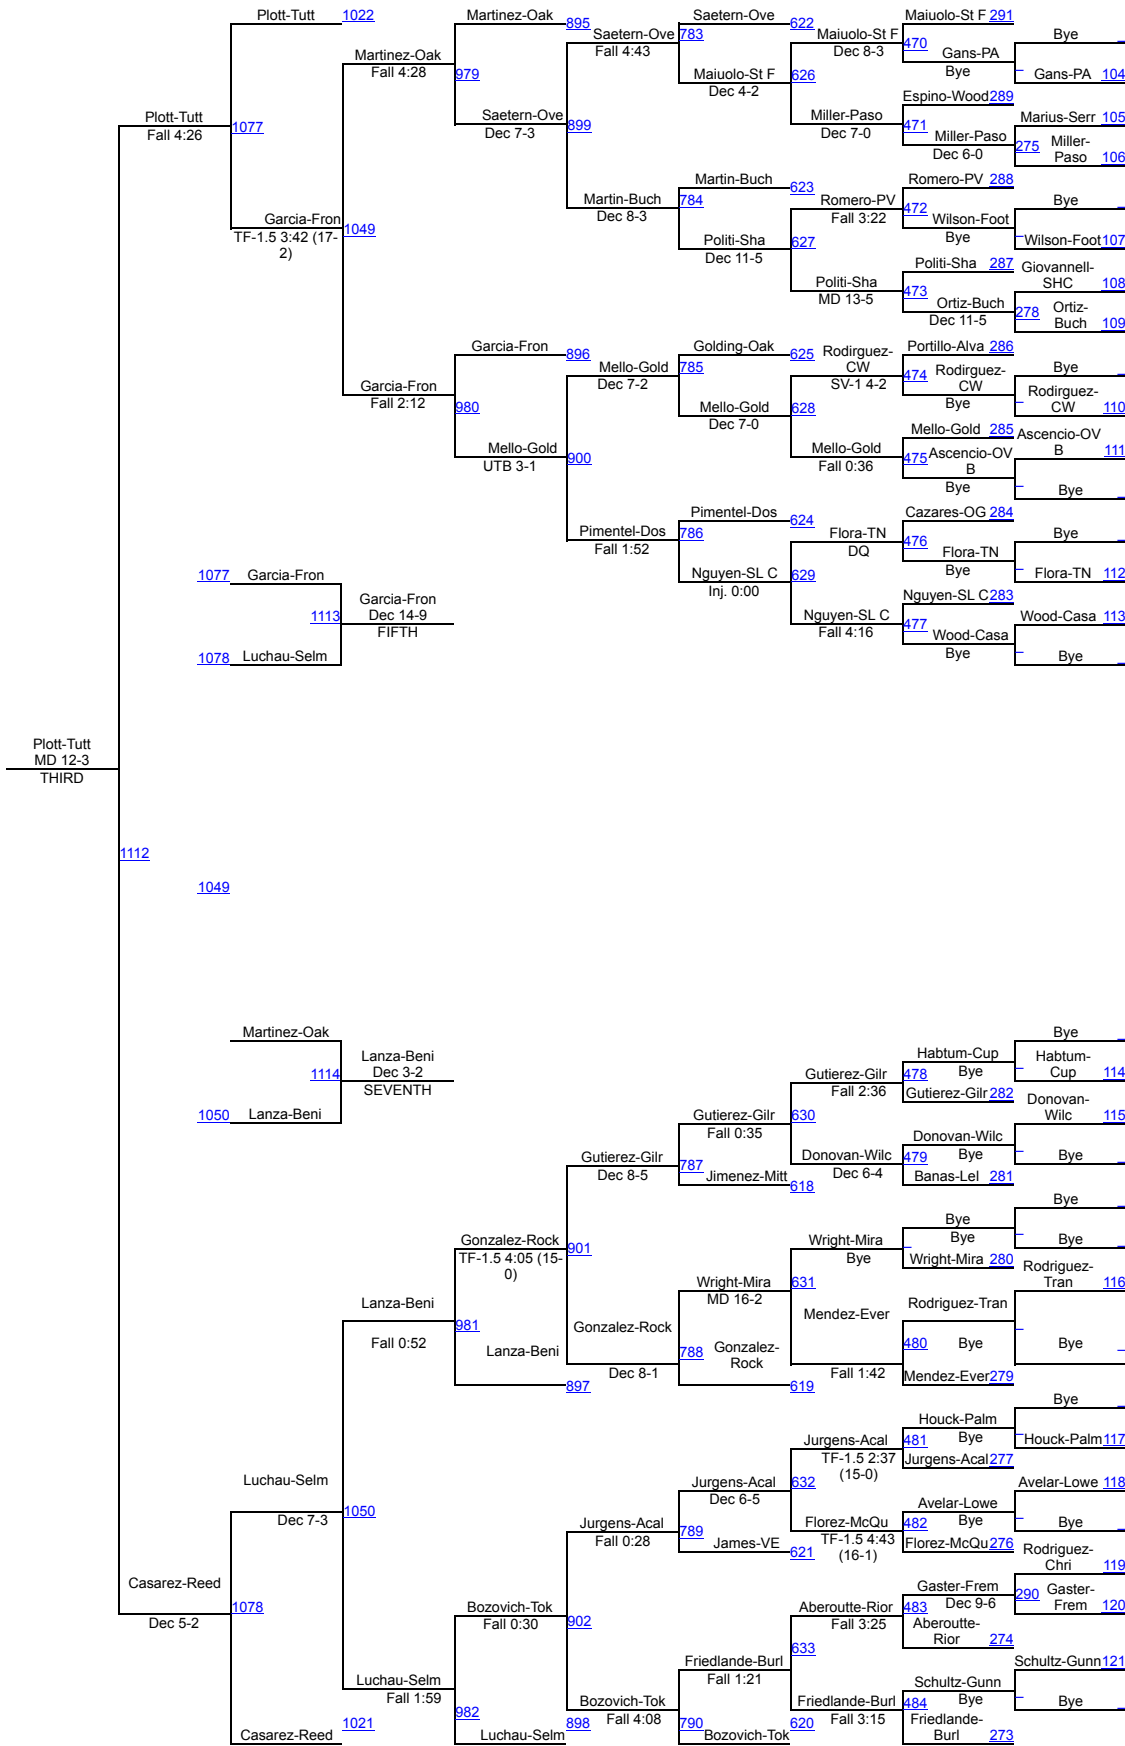 Plott-Tutt 1022 Martinez-Oak 895 Saetern-Ove 622 Maiuolo-St F 291
Saetern-Ove 783 Maiuolo-St F Bye _
Fall 4:43 Dec 8-3 470 Gans-PA
Martinez-Oak Bye _ Gans-PA 104
Fall 4:28 979 Maiuolo-St F 626
Dec 4-2 Espino-Wood 289
Plott-Tutt Saetern-Ove Miller-Paso Marius-Serr 105
Fall 4:26 1077 Dec 7-3 899 Dec 7-0 471 Miller-Paso
Dec 6-0 275 Miller-
Paso 106
Martin-Buch 623 Romero-PV 288
Martin-Buch 784 Romero-PV Bye _
Dec 8-3 Fall 3:22 472 Wilson-Foot
Garcia-Fron 1049 Bye _ Wilson-Foot 107
TF-1.5 3:42 (17-
2)
Politi-Sha 627
Dec 11-5 Politi-Sha 287 Giovannell-
SHC 108
Politi-Sha 473
MD 13-5 Ortiz-Buch 278 Ortiz-
Dec 11-5 Buch 109
Garcia-Fron 896 Golding-Oak 625 Rodirguez-
CW Portillo-Alva 286
Mello-Gold 785 SV-1 4-2 474 Rodirguez-
CW Bye _
Dec 7-2 Bye _ Rodirguez-
CW 110
Garcia-Fron 980
Fall 2:12 Mello-Gold 628
Dec 7-0 Mello-Gold 285 Ascencio-OV
B 111
Mello-Gold 900 Mello-Gold 475 Ascencio-OV
B
UTB 3-1 Fall 0:36 Bye _ Bye _
Pimentel-Dos 624 Cazares-OG 284
Pimentel-Dos 786 Flora-TN 476 Bye _
Fall 1:52 DQ Flora-TN
Bye _ Flora-TN 112
1077 Garcia-Fron Nguyen-SL C 629
Inj. 0:00 Nguyen-SL C 283
1113 Garcia-Fron
Dec 14-9
FIFTH
Nguyen-SL C 477 Wood-Casa 113
Fall 4:16 Wood-Casa
Bye _ Bye _
1078 Luchau-Selm
Plott-Tutt
MD 12-3
THIRD
1112
1049
Martinez-Oak Bye _
1114 Lanza-Beni
Dec 3-2
SEVENTH
Habtum-Cup
Gutierez-Gilr 478 Bye _ Habtum-
Cup 114
Fall 2:36 Gutierez-Gilr 282
1050 Lanza-Beni Gutierez-Gilr 630 Donovan-
Wilc 115
Fall 0:35
Gutierez-Gilr 787 Donovan-Wilc 479 Donovan-Wilc
Dec 8-5 Dec 6-4 Bye _ Bye _
Jimenez-Mitt 618 Banas-Lel 281
Bye _
Gonzalez-Rock 901 Wright-Mira _ Bye
TF-1.5 4:05 (15-
0)
Bye Bye _ Bye _
Wright-Mira 280 Rodriguez-
Tran 116
Wright-Mira 631
MD 16-2
Lanza-Beni Mendez-Ever Rodriguez-Tran
Fall 0:52 981 Gonzalez-Rock 788 Gonzalez-
Rock 480 Bye _ Bye _
Lanza-Beni 897 Dec 8-1 619 Fall 1:42 Mendez-Ever 279
Bye _
Houck-Palm
Jurgens-Acal 481 Bye _ Houck-Palm 117
TF-1.5 2:37
(15-0) Jurgens-Acal 277
Luchau-Selm 1050 Jurgens-Acal 632 Avelar-Lowe 118
Dec 7-3 Dec 6-5
Jurgens-Acal 789 Florez-McQu 482 Avelar-Lowe
Fall 0:28 TF-1.5 4:43
(16-1) Bye _ Bye _
James-VE 621 Florez-McQu 276 Rodriguez-
Chri 119
Casarez-Reed 1078 Gaster-Frem 290 Gaster-
Frem 120
Dec 5-2 Bozovich-Tok 902 Aberoutte-Rior 483 Dec 9-6
Fall 0:30 Fall 3:25 Aberoutte-
Rior 274
Friedlande-Burl 633 Schultz-Gunn 121
Fall 1:21
Luchau-Selm 982 Schultz-Gunn
Fall 1:59 Bozovich-Tok 790 Friedlande-Burl 484 Bye _ Bye _
Fall 4:08 Fall 3:15 Friedlande-
Burl 273
Casarez-Reed 1021 Luchau-Selm 898 Bozovich-Tok 620